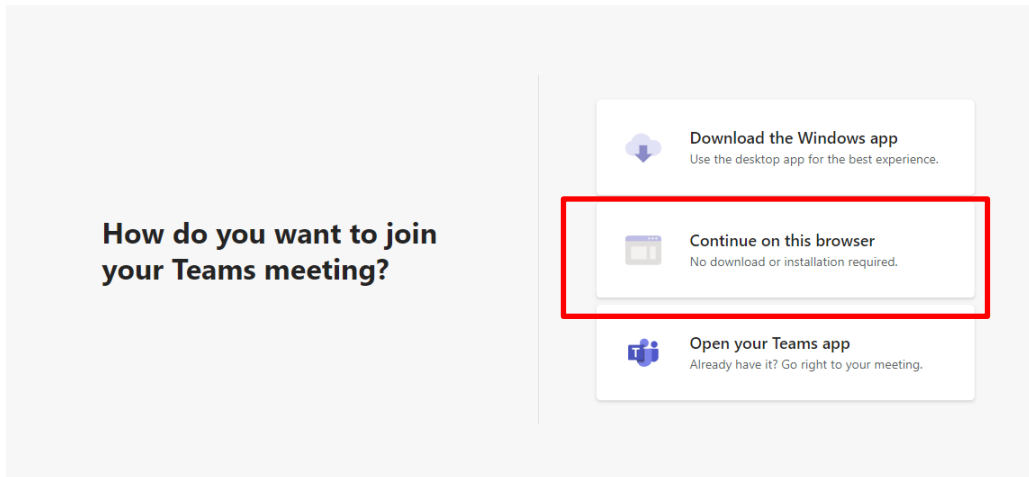 How do you want to join
your Teams meeting?
Download the Windows app
Use the desktop app for the best experience.
Continue on this browser
No download or installation required.
Open your Teams app
Already have it? Go right to your meeting.